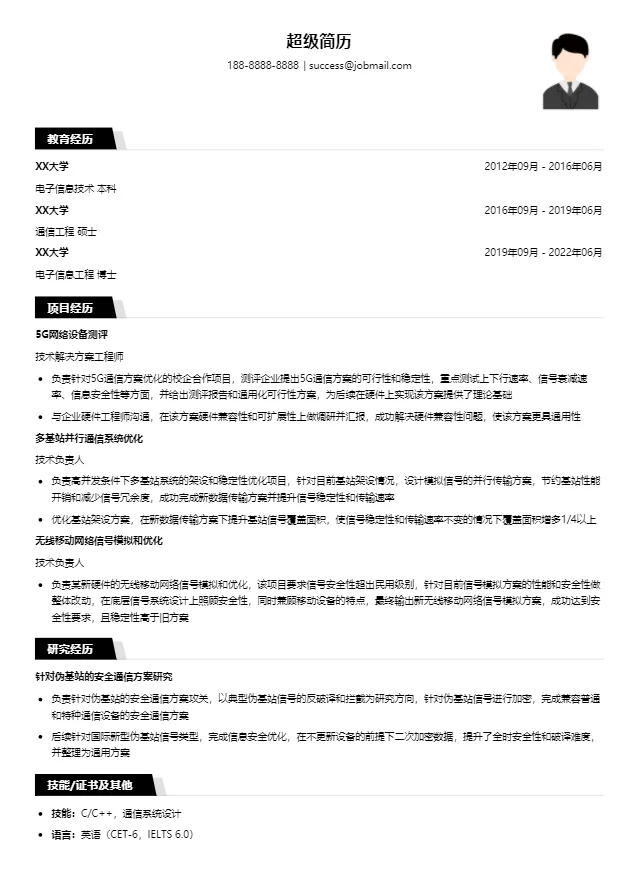 超级简历
188-8888-8888 | success@jobmail.com
教育经历
XX大学 2012年09月 - 2016年06月
电子信息技术 本科
XX大学 2016年09月 - 2019年06月
通信工程 硕士
XX大学 2019年09月 - 2022年06月
电子信息工程 博士
项目经历
5G网络设备测评
技术解决方案工程师
• 负责针对5G通信方案优化的校企合作项目，测评企业提出5G通信方案的可行性和稳定性，重点测试上下行速率、信号衰减速
率、信息安全性等方面，并给出测评报告和通用化可行性方案，为后续在硬件上实现该方案提供了理论基础
• 与企业硬件工程师沟通，在该方案硬件兼容性和可扩展性上做调研并汇报，成功解决硬件兼容性问题，使该方案更具通用性
多基站并行通信系统优化
技术负责人
• 负责高并发条件下多基站系统的架设和稳定性优化项目，针对目前基站架设情况，设计模拟信号的并行传输方案，节约基站性能
开销和减少信号冗余度，成功完成新数据传输方案并提升信号稳定性和传输速率
• 优化基站架设方案，在新数据传输方案下提升基站信号覆盖面积，使信号稳定性和传输速率不变的情况下覆盖面积增多1/4以上
无线移动网络信号模拟和优化
技术负责人
• 负责某新硬件的无线移动网络信号模拟和优化，该项目要求信号安全性超出民用级别，针对目前信号模拟方案的性能和安全性做
整体改动，在底层信号系统设计上照顾安全性，同时兼顾移动设备的特点，最终输出新无线移动网络信号模拟方案，成功达到安
全性要求，且稳定性高于旧方案
研究经历
针对伪基站的安全通信方案研究
• 负责针对伪基站的安全通信方案攻关，以典型伪基站信号的反破译和拦截为研究方向，针对伪基站信号进行加密，完成兼容普通
和特种通信设备的安全通信方案
• 后续针对国际新型伪基站信号类型，完成信息安全优化，在不更新设备的前提下二次加密数据，提升了全时安全性和破译难度，
并整理为通用方案
技能/证书及其他
• 技能：C/C++，通信系统设计
• 语言：英语（CET-6，IELTS 6.0）